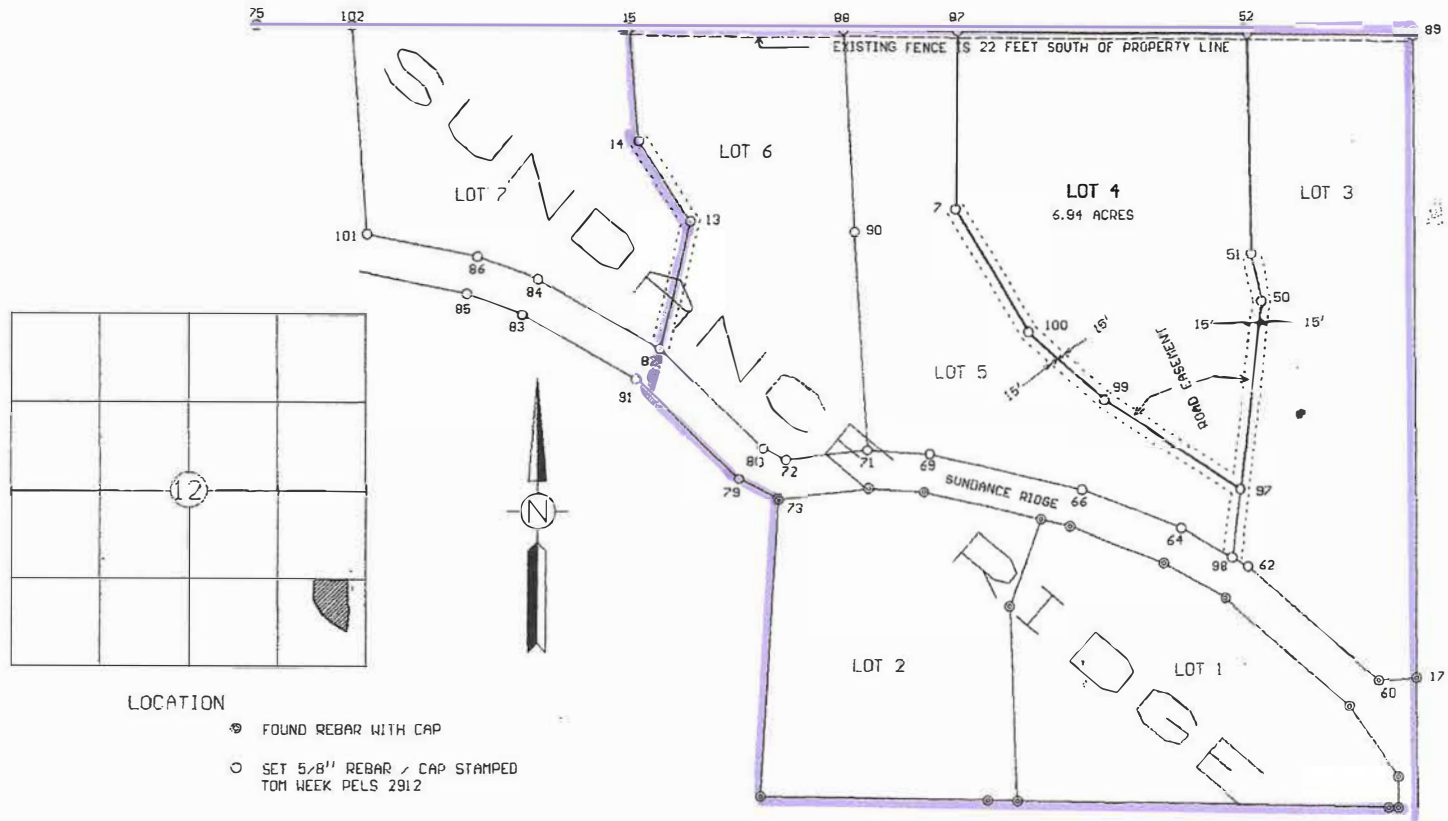 75 102 15 88 87 52 89
EXISTING FENCE IS 22 FEET SOUTH OF PROPERTY LINE
SUNDANCE RIDGE
14
LOT 6
LOT 7
LOT 4
6.94 ACRES
LOT 3
13
7
101
90
86
51
84
50
85
15' 15'
83
100
15'
82
ROAD EASEMENT
LOT 5
91
15'
99
80
72
71
69
79
73
SUNDANCE RIDGE
66
97
64
98
62
12
N
LOT 2
LOT 1
17
60
LOCATION
FOUND REBAR WITH CAP
SET 5/8" REBAR / CAP STAMPED
TOM WEEK PELS 2912